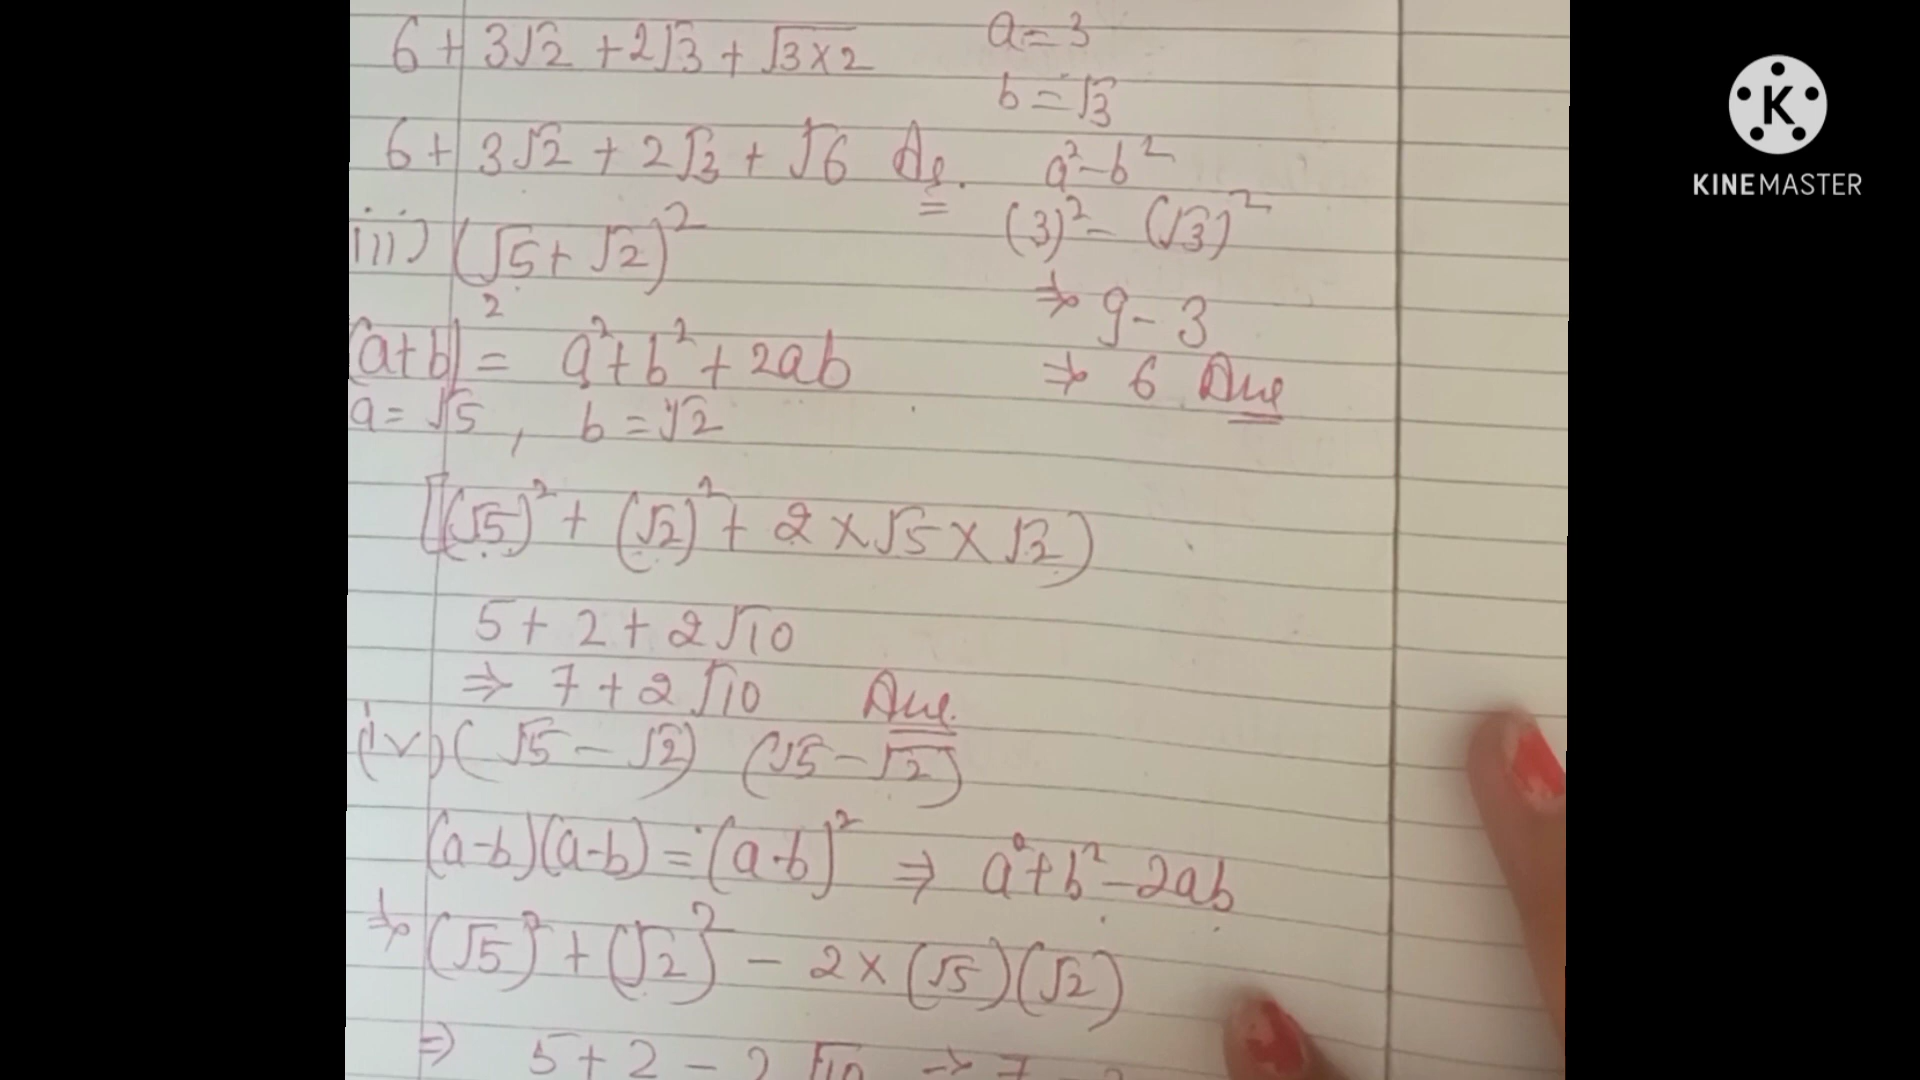 6 + 3√2 + 2√3 + √3×2
6 + 3√2 + 2√3 + √6
a = 3
b = √3
a² - b²
(3)² - (√3)²
⇒ 9 - 3
⇒ 6 Ans
iii) (√5 + √2)²
(a+b)² = a² + b² + 2ab
a = √5 , b = √2
[(√5)² + (√2)² + 2 × √5 × √2)
5 + 2 + 2√10
⇒ 7 + 2√10 Ans.
(iv) (√5 - √2) (√5 - √2)
(a-b)(a-b) = (a-b)² ⇒ a² + b² - 2ab
⇒ (√5)² + (√2)² - 2 × (√5)(√2)
⇒ 5 + 2 - 2√10 ⇒ 7
K
KINEMASTER